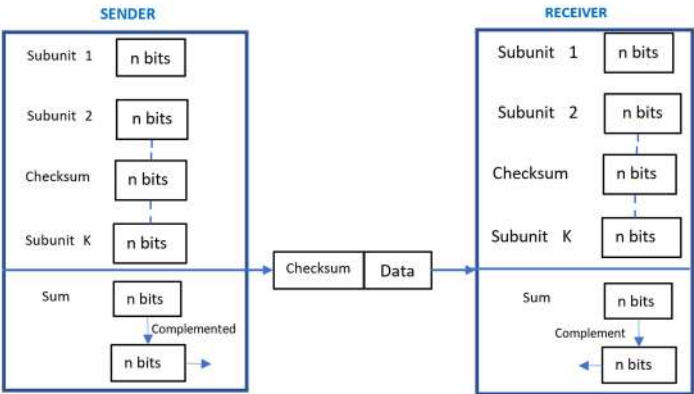 SENDER
Subunit 1 n bits
Subunit 2 n bits
Checksum n bits
Subunit K n bits
Sum n bits
Complemented
n bits
Checksum Data
RECEIVER
Subunit 1 n bits
Subunit 2 n bits
Checksum n bits
Subunit K n bits
Sum n bits
Complement
n bits